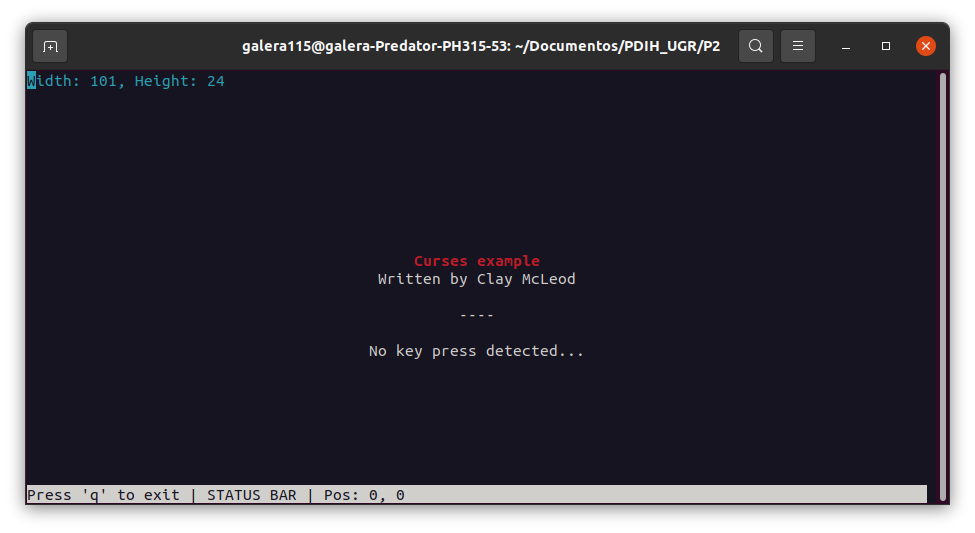 galera115@galera-Predator-PH315-53: ~/Documentos/PDIH_UGR/P2
Width: 101, Height: 24
Curses example
Written by Clay McLeod
----
No key press detected...
Press 'q' to exit | STATUS BAR | Pos: 0, 0